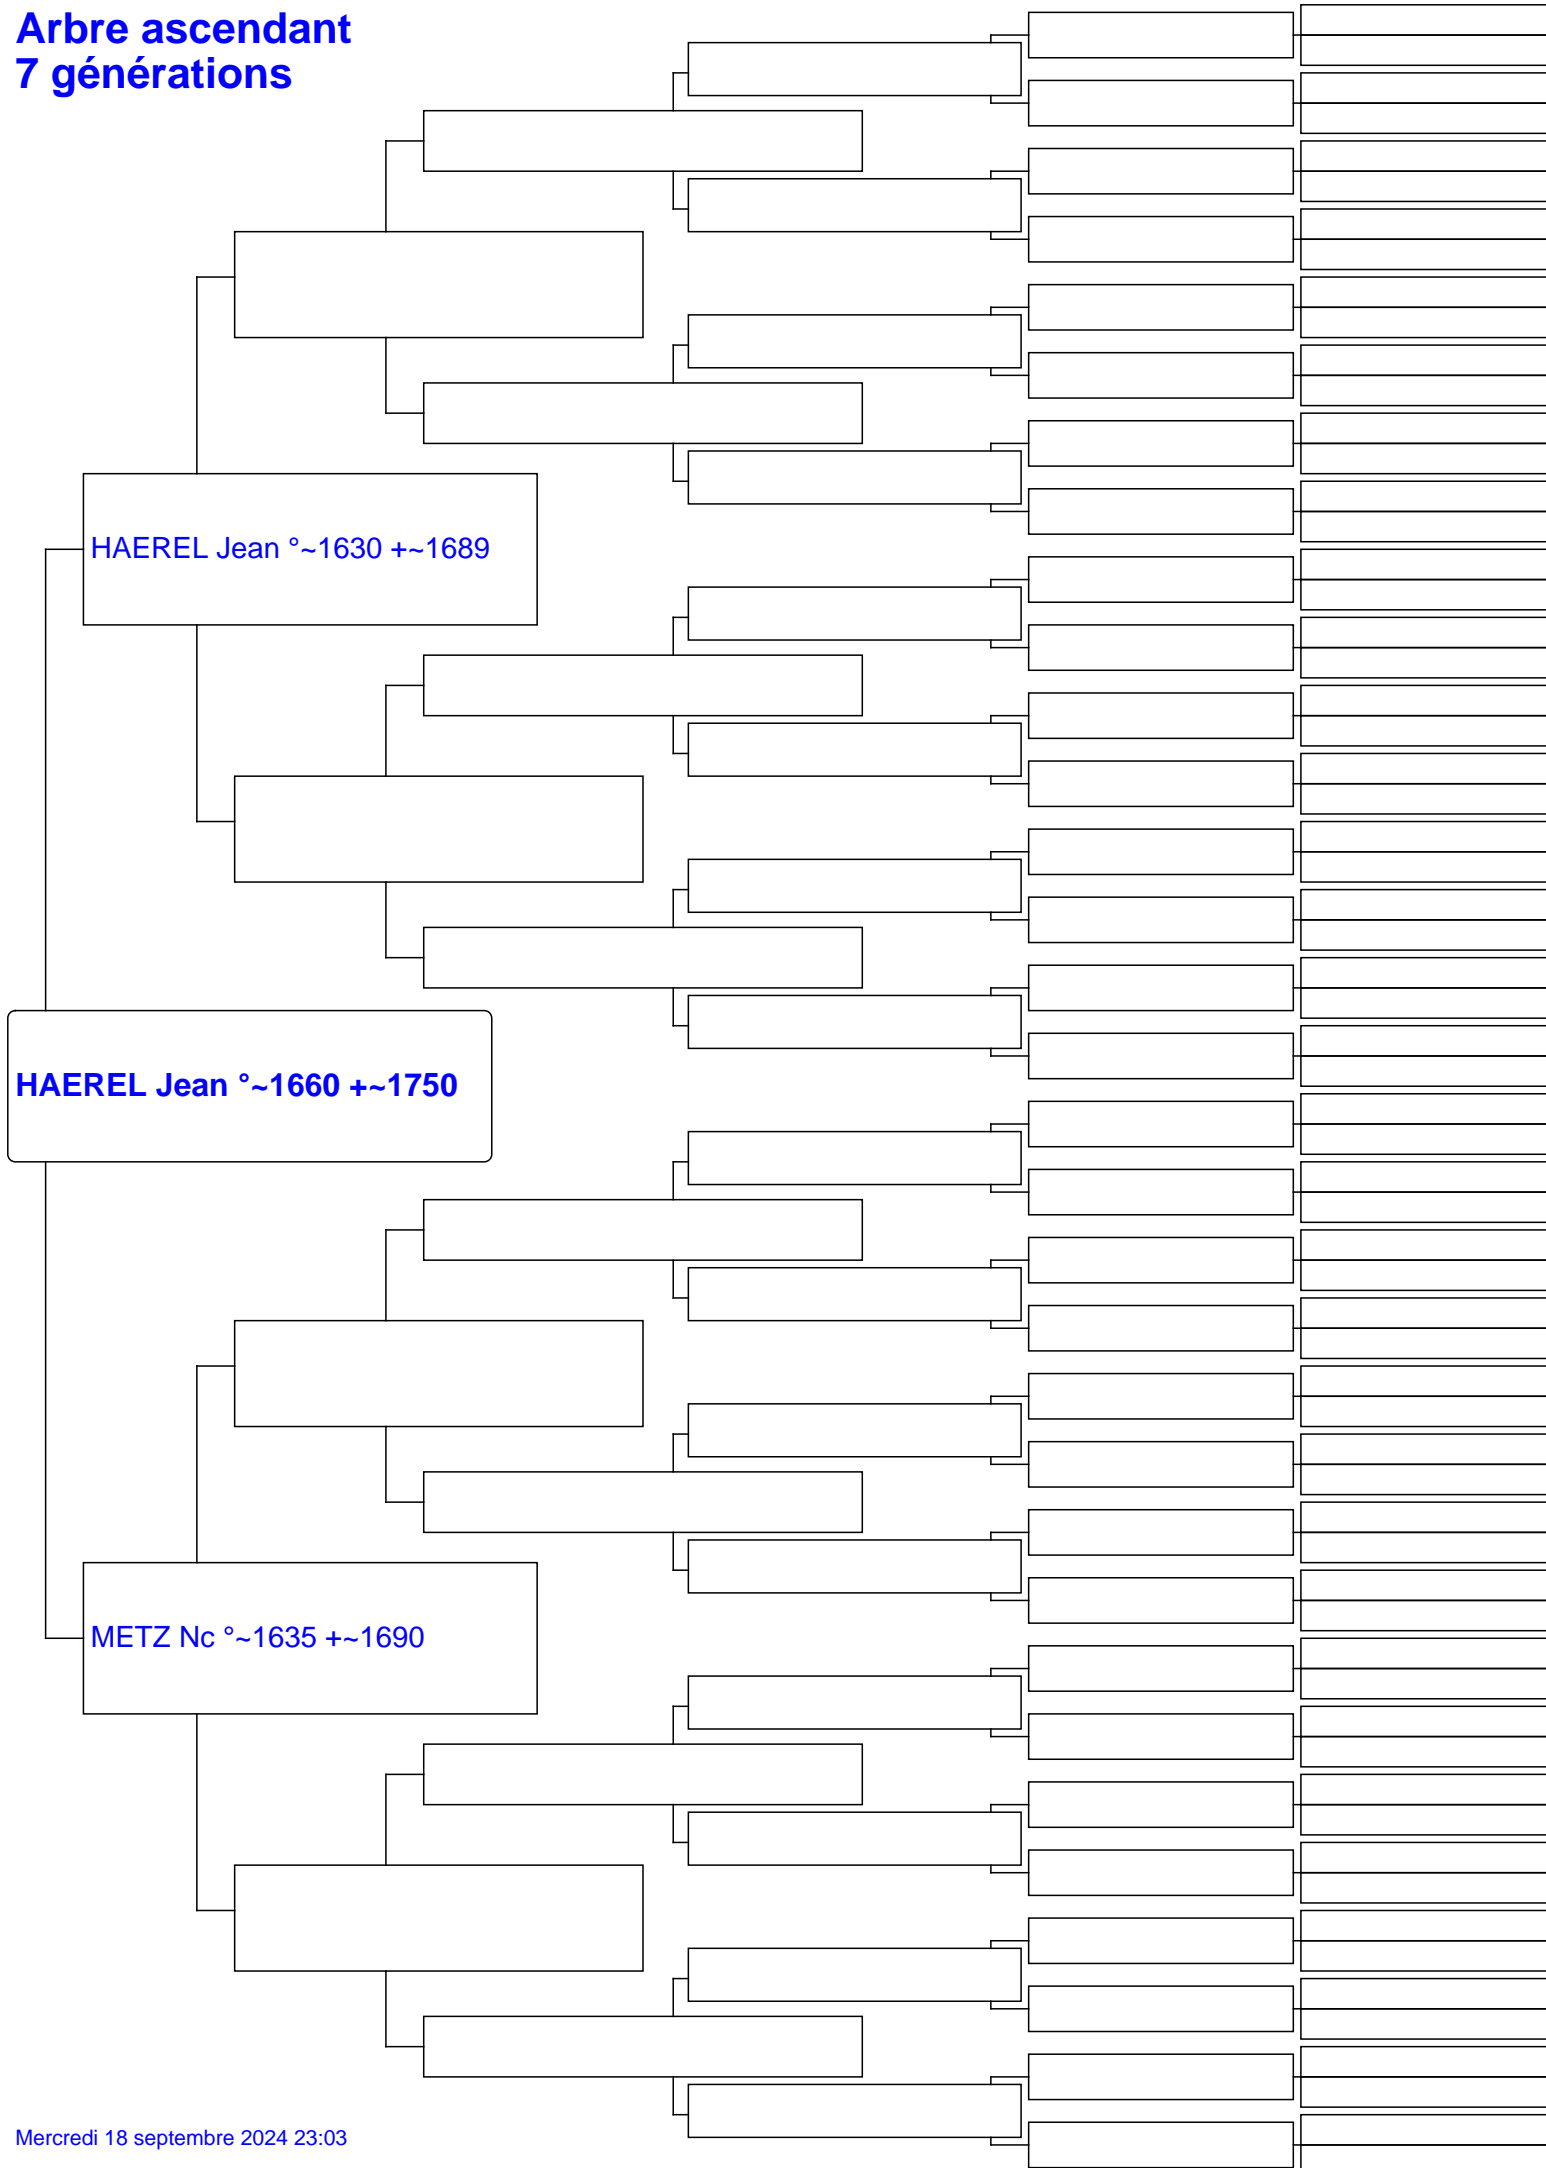 Arbre ascendant
7 générations
HAEREL Jean °~1630 +~1689
HAEREL Jean °~1660 +~1750
METZ Nc °~1635 +~1690
Mercredi 18 septembre 2024 23:03